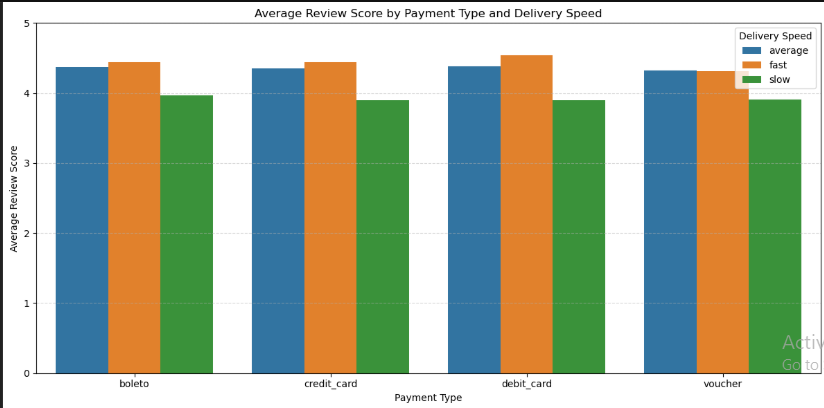 Average Review Score by Payment Type and Delivery Speed
5
4
3
2
1
0
Average Review Score
Delivery Speed
average
fast
slow
boleto
credit_card
debit_card
voucher
Payment Type
Activ
Go to